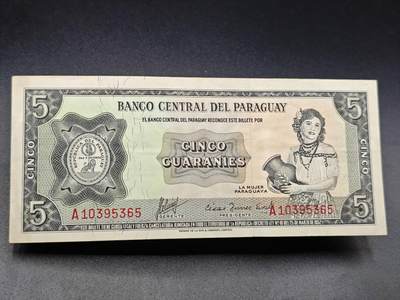 5 BANCO CENTRAL DEL PARAGUAY 5
EL BANCO CENTRAL DEL PARAGUAY RECONOCE ESTE BILLETE POR
CINCO
CINCO
GUARANIES
CINCO
LA MUJER
PARAGUAYA
A10395365
A10395365
GERENTE
PRESIDENTE
5
5